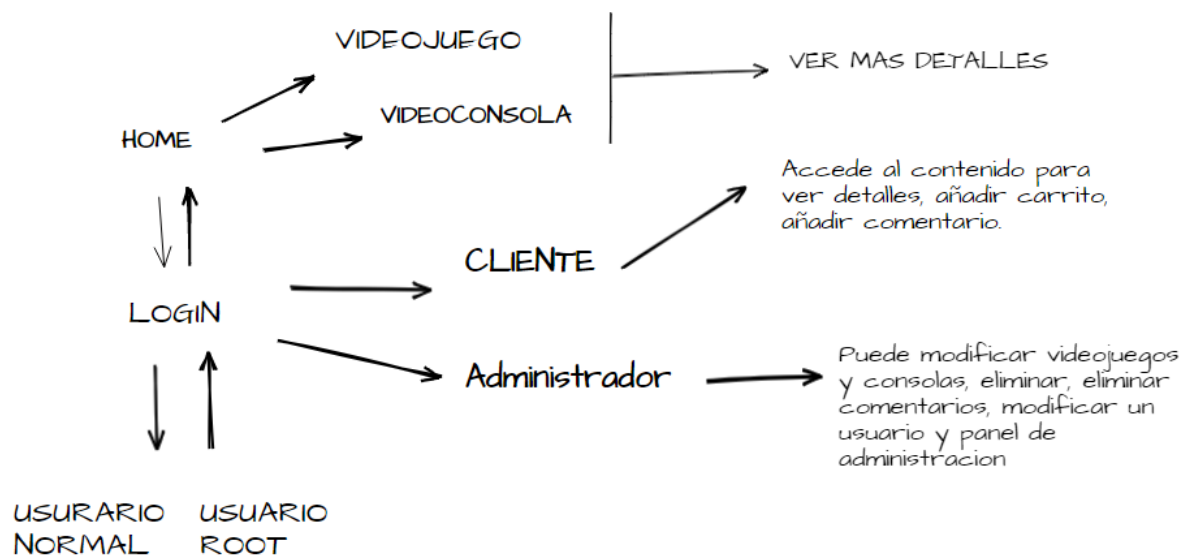 VIDEOJUEGO
VER MAS DETALLES
VIDEOCONSOLA
HOME
Accede al contenido para
ver detalles, añadir carrito,
añadir comentario.
CLIENTE
LOGIN
Administrador
Puede modificar videojuegos
y consolas, eliminar, eliminar
comentarios, modificar un
usuario y panel de
administracion
USURARIO
NORMAL
USUARIO
ROOT